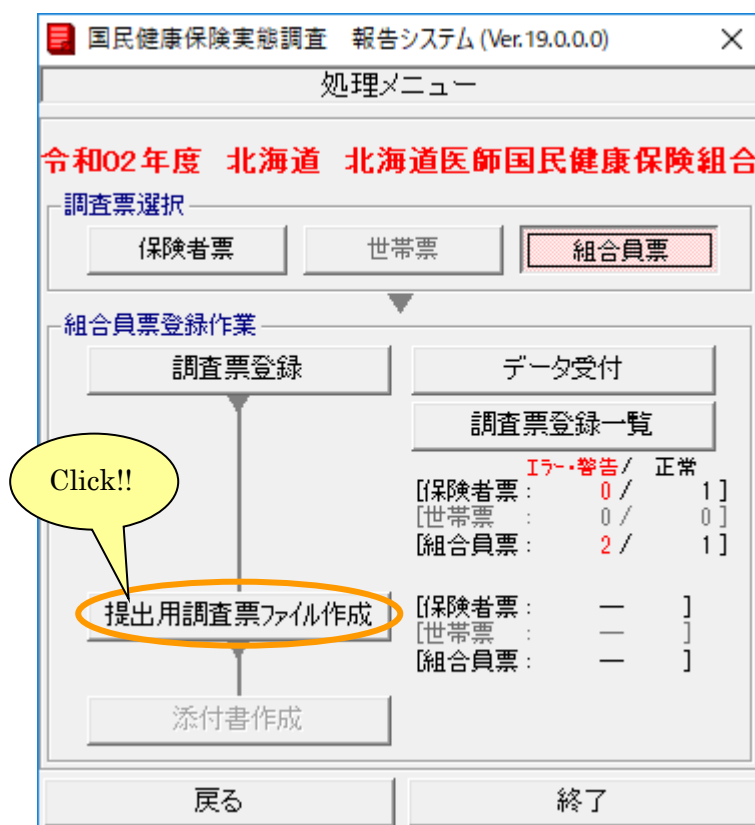 国民健康保険実態調査 報告システム (Ver.19.0.0.0)
処理メニュー
令和02年度 北海道 北海道医師国民健康保険組合
調査票選択
保険者票 世帯票 組合員票
組合員票登録作業
調査票登録 データ受付
調査票登録一覧
エラー・警告/ 正常
[保険者票: 0/ 1]
[世帯票 : 0/ 0]
[組合員票: 2/ 1]
Click!!
提出用調査票ファイル作成
[保険者票: ― ]
[世帯票 : ― ]
[組合員票: ― ]
添付書作成
戻る 終了